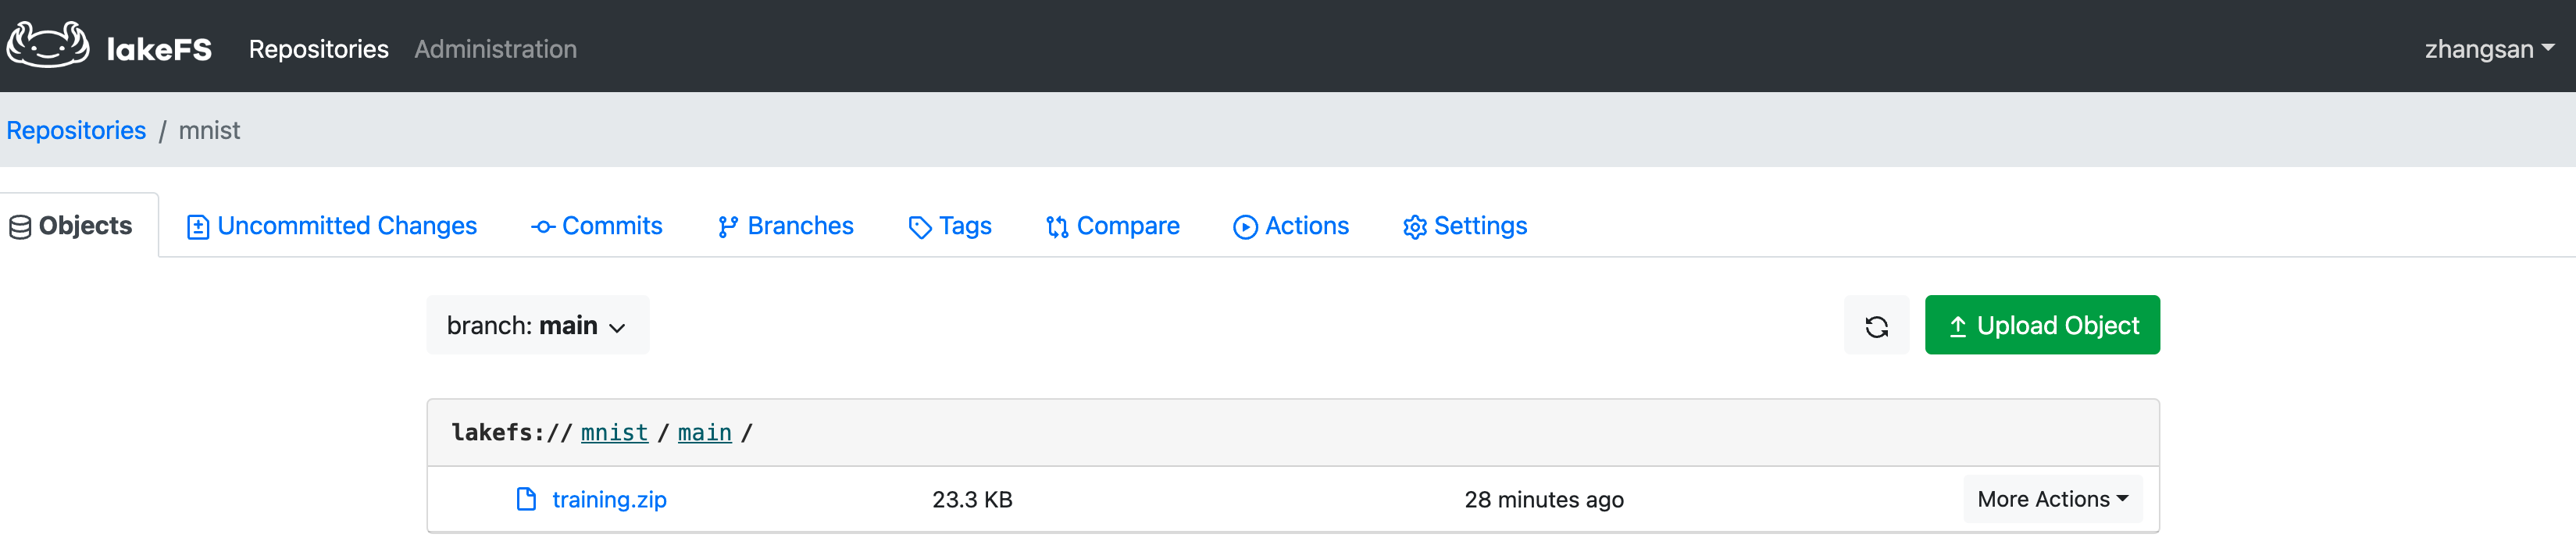 lakeFS Repositories Administration zhangsan
Repositories / mnist
Objects Uncommitted Changes Commits Branches Tags Compare Actions Settings
branch: main Upload Object
lakefs:// mnist / main /
training.zip 23.3 KB 28 minutes ago More Actions